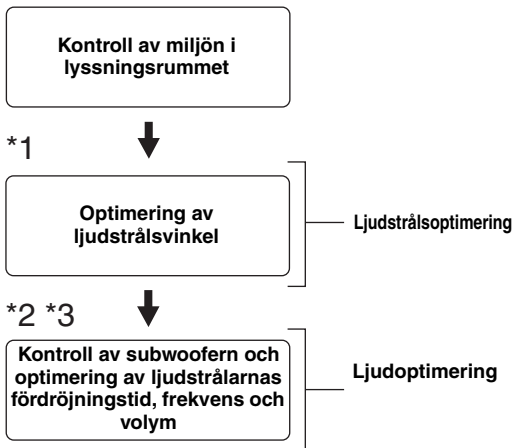 Kontroll av miljön i
lyssningsrummet
*1
Optimering av
ljudstrålsvinkel
Ljudstrålsoptimering
*2 *3
Kontroll av subwoofern och
optimering av ljudstrålarnas
fördröjningstid, frekvens och
volym
Ljudoptimering